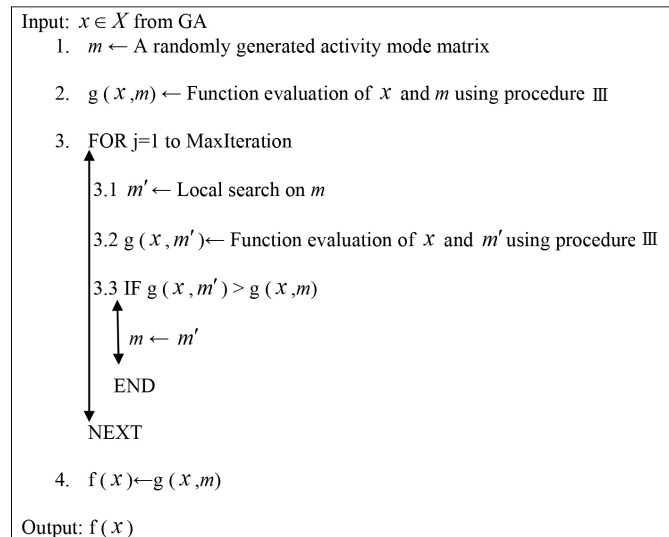 Input: x ∈ X from GA
1. m ← A randomly generated activity mode matrix
2. g ( x ,m) ← Function evaluation of x and m using procedure Ⅲ
3. FOR j=1 to MaxIteration
3.1 m′ ← Local search on m
3.2 g ( x , m′ )← Function evaluation of x and m′ using procedure Ⅲ
3.3 IF g ( x , m′ ) > g ( x ,m)
m ← m′
END
NEXT
4. f ( x )←g ( x ,m)
Output: f ( x )